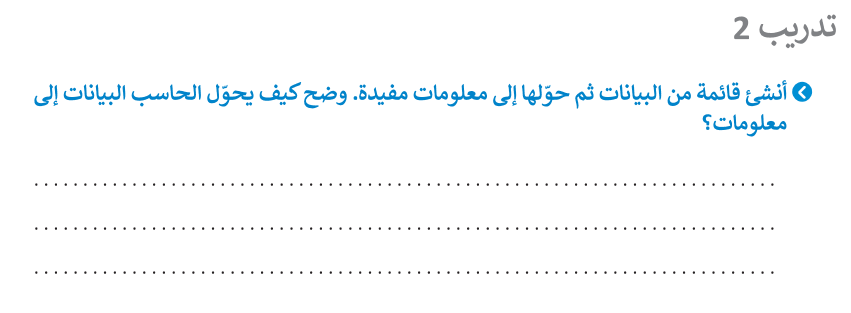 تدريب 2
أنشئ قائمة من البيانات ثم حوّلها إلى معلومات مفيدة. وضح كيف يحوّل الحاسب البيانات إلى
معلومات؟